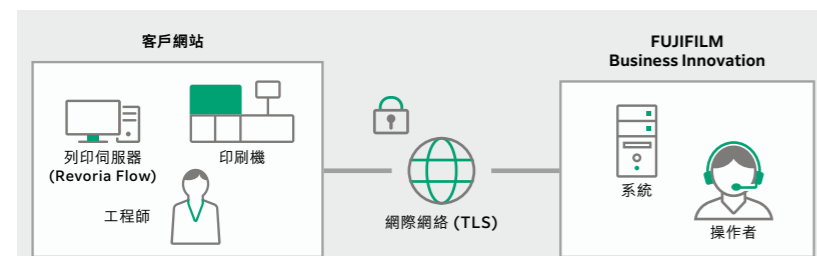 客戶網站
FUJIFILM
Business Innovation
列印伺服器
(Revoria Flow)
印刷機
工程師
網際網絡 (TLS)
系統
操作者